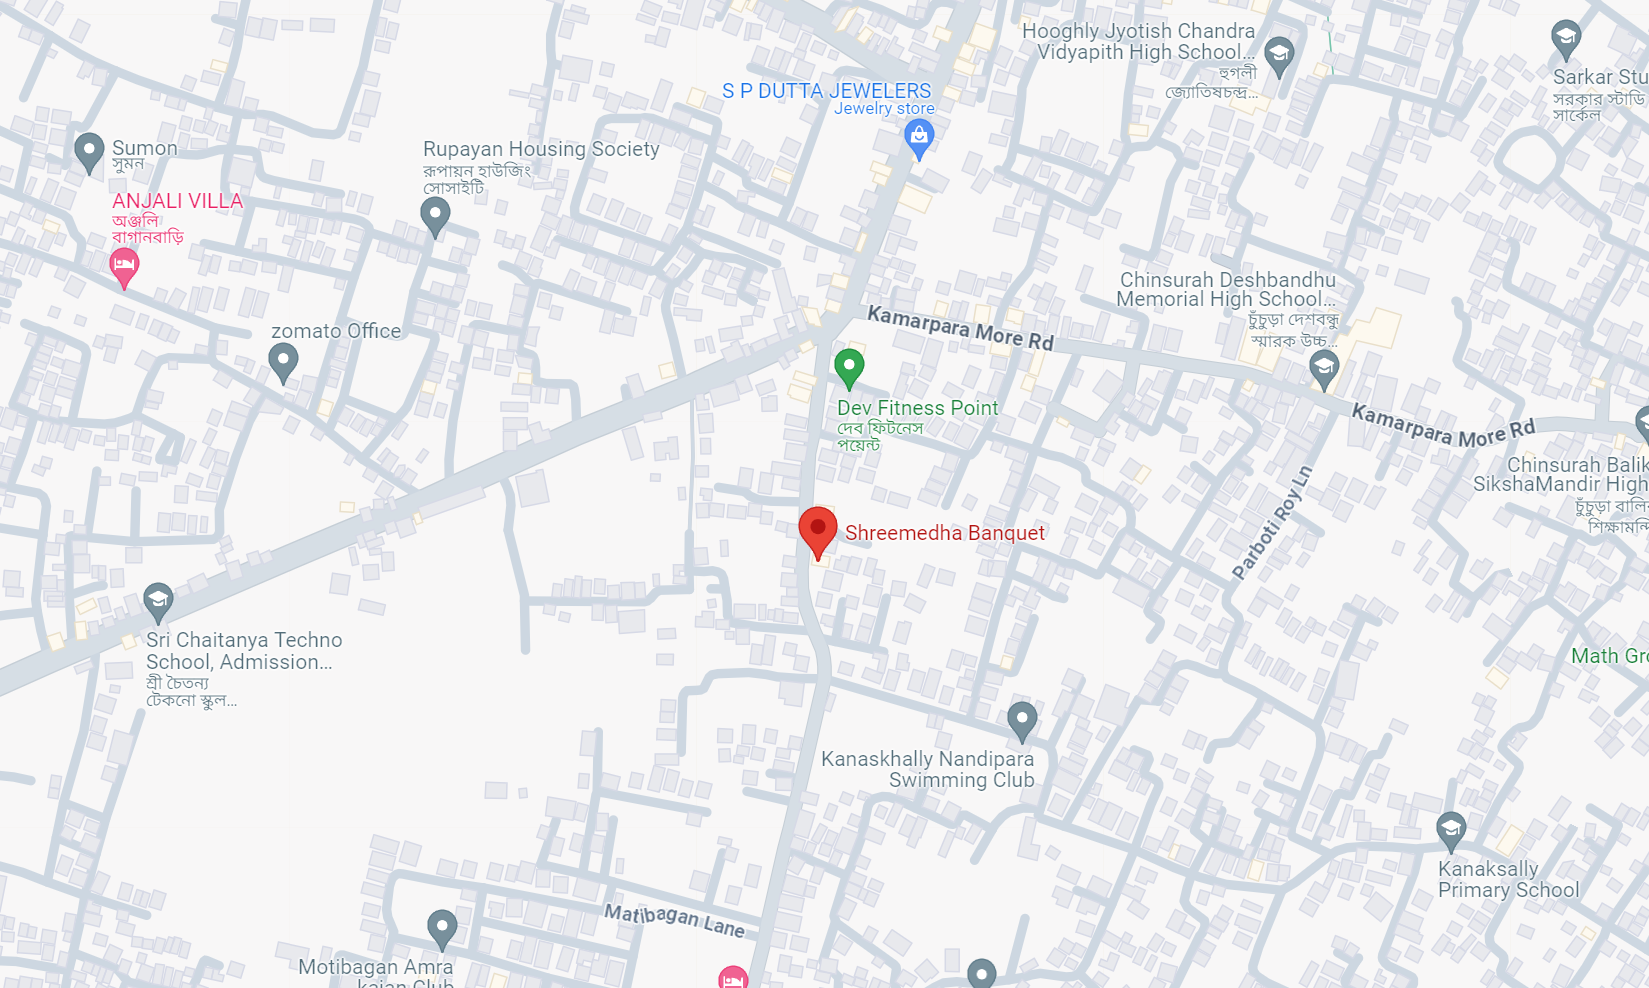 Hooghly Jyotish Chandra
Vidyapith High School...
হুগলী
জ্যোতিষচন্দ্র...
Sarkar Stu
সরকার স্টাডি
সার্কেল
S P DUTTA JEWELERS
Jewelry store
Sumon
সুমন
Rupayan Housing Society
রূপায়ন হাউজিং
সোসাইটি
ANJALI VILLA
অঞ্জলি
বাগানবাড়ি
Chinsurah Deshbandhu
Memorial High School...
চুঁচুড়া দেশবন্ধু
স্মারক উচ্চ...
zomato Office
Kamarpara More Rd
Dev Fitness Point
দেব ফিটনেস
পয়েন্ট
Kamarpara More Rd
Chinsurah Balik
SikshaMandir High
চুঁচুড়া বালি
শিক্ষামন্দি
Parboti Roy Ln
Shreemedha Banquet
Sri Chaitanya Techno
School, Admission...
শ্রী চৈতন্য
টেকনো স্কুল...
Math Gro
Kanaskhally Nandipara
Swimming Club
Kanaksally
Primary School
Matibagan Lane
Motibagan Amra
kajan Club